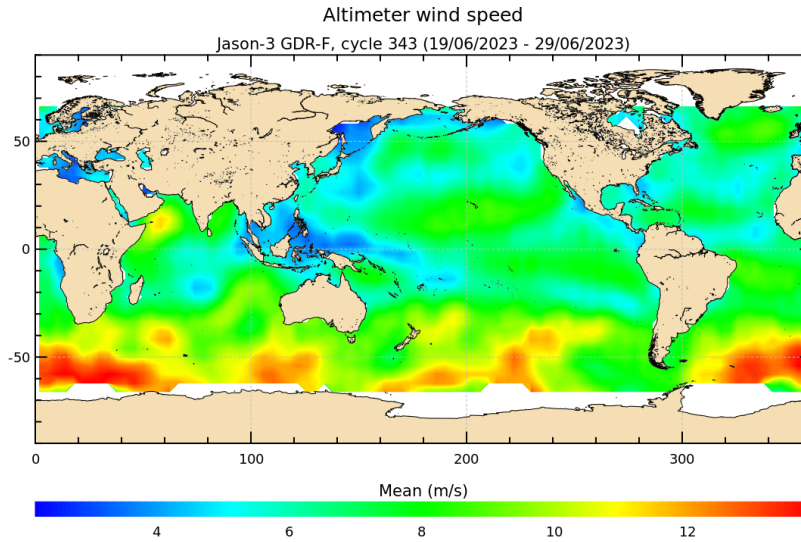 Altimeter wind speed
Jason-3 GDR-F, cycle 343 (19/06/2023 - 29/06/2023)
50
0
-50
0 100 200 300
Mean (m/s)
4 6 8 10 12